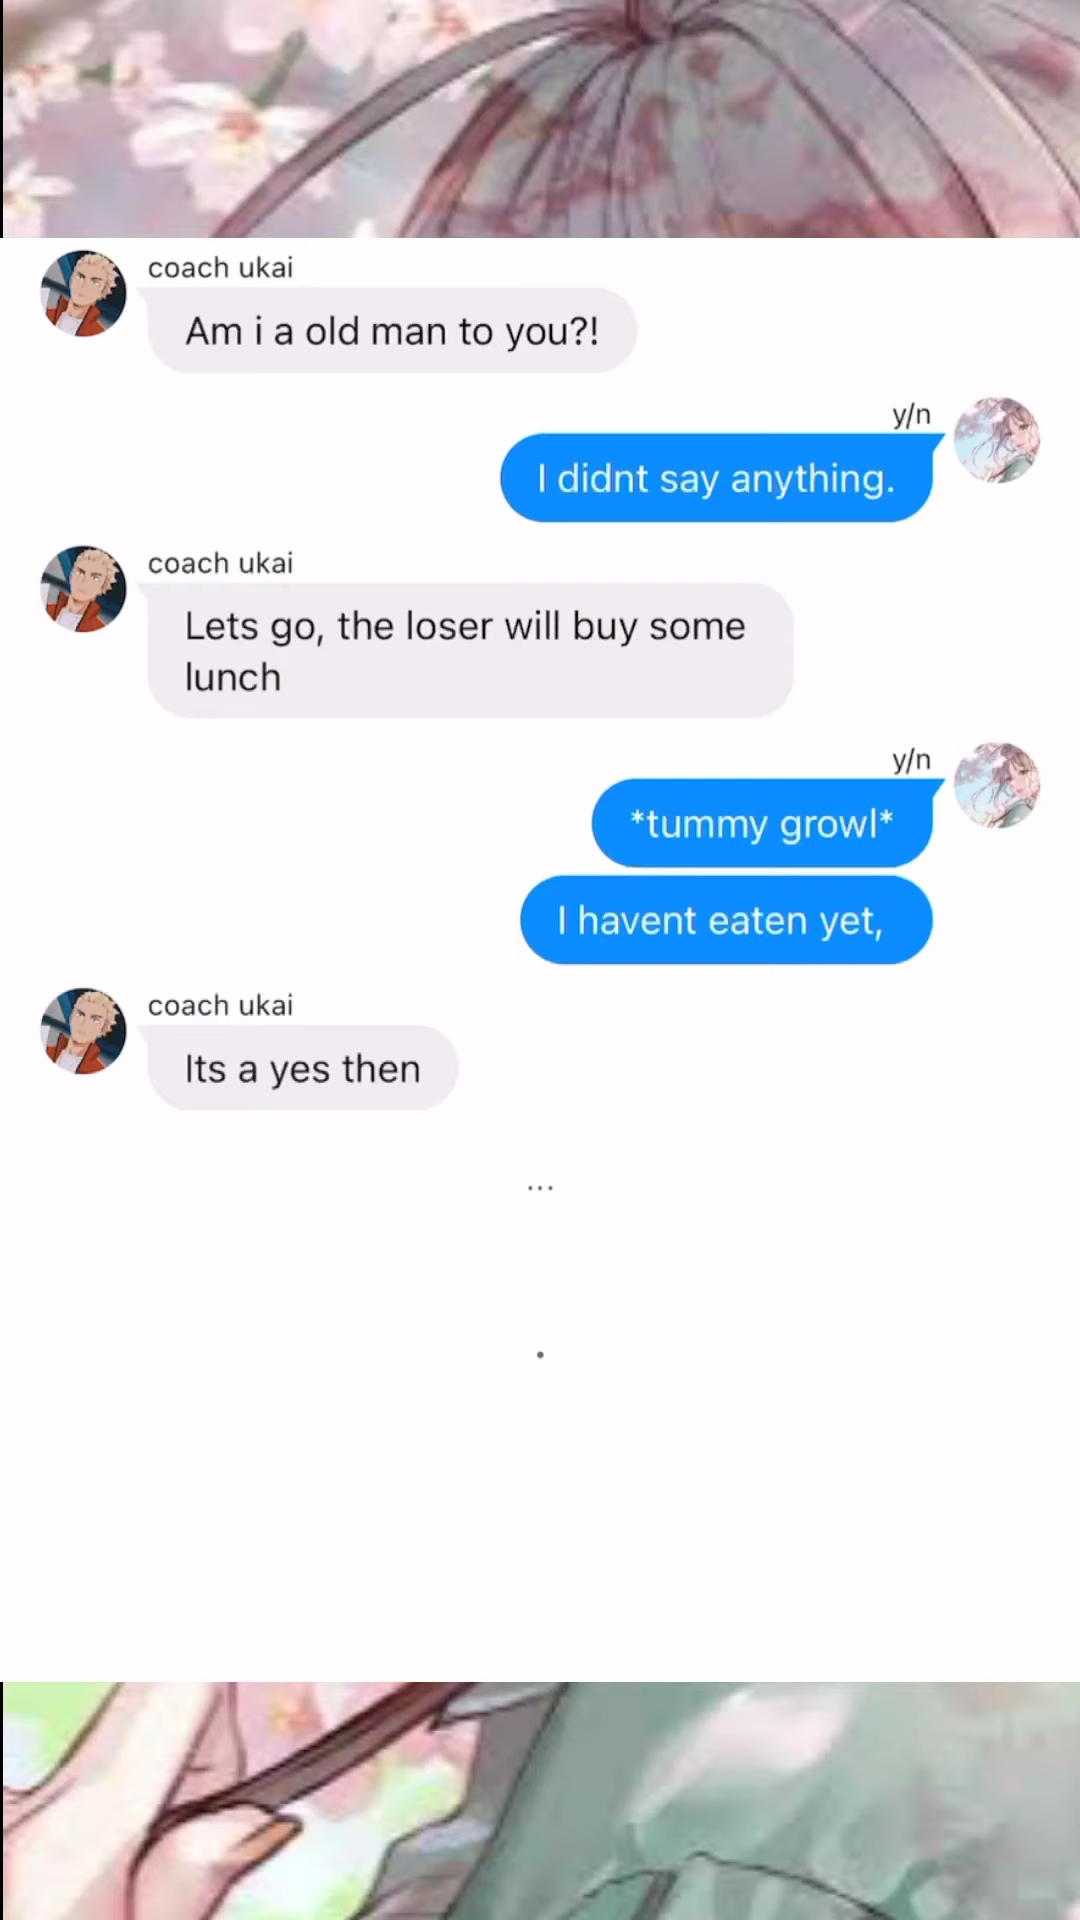 coach ukai
Am i a old man to you?!
y/n
I didnt say anything.
coach ukai
Lets go, the loser will buy some
lunch
y/n
*tummy growl*
I havent eaten yet,
coach ukai
Its a yes then
...
.